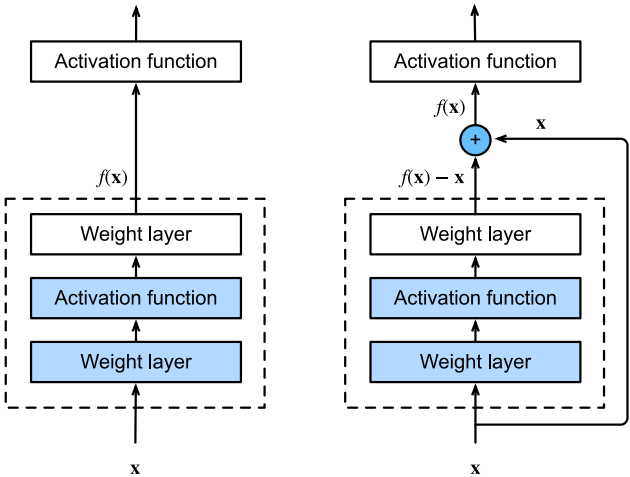 Activation function
f(x)
Weight layer
Activation function
Weight layer
x
Activation function
f(x)
+
x
f(x) − x
Weight layer
Activation function
Weight layer
x